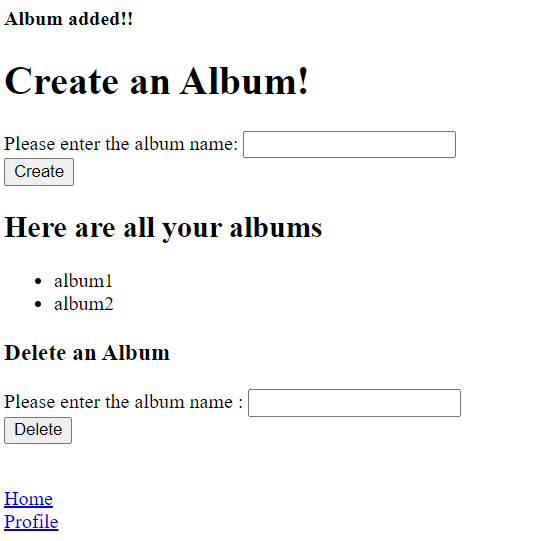 Album added!!
Create an Album!
Please enter the album name:
Create
Here are all your albums
album1
album2
Delete an Album
Please enter the album name :
Delete
Home
Profile